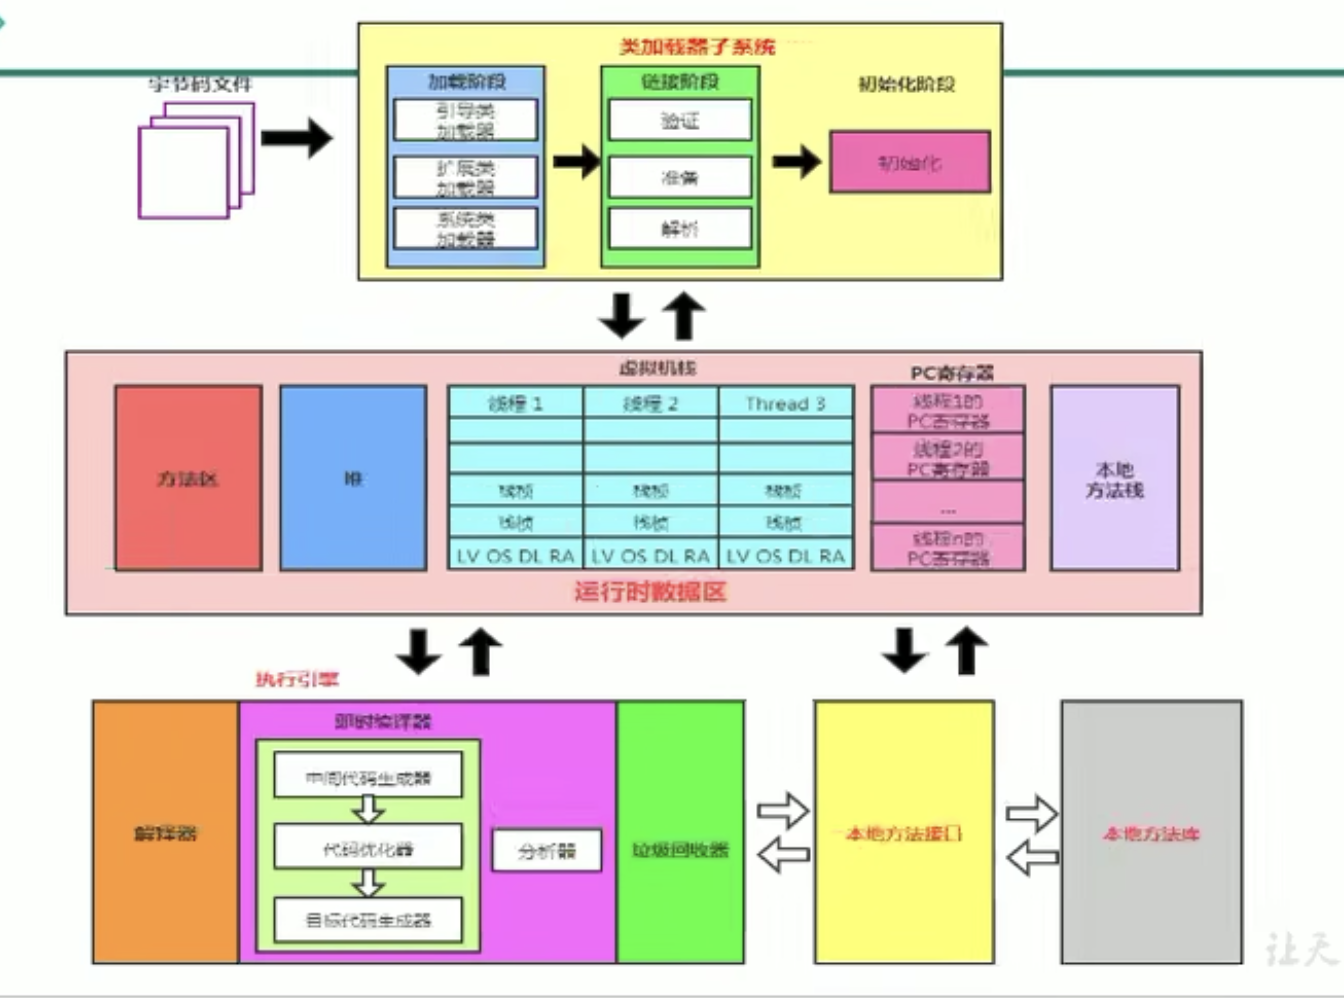 类加载器子系统
字节码文件
加载阶段
引导类
加载器
扩展类
加载器
系统类
加载器
链接阶段
验证
准备
解析
初始化阶段
初始化
方法区
堆
虚拟机栈
线程 1
线程 2
Thread 3
栈帧
栈帧
栈帧
栈帧
栈帧
栈帧
LV OS DL RA
LV OS DL RA
LV OS DL RA
PC寄存器
线程1的
PC寄存器
线程2的
PC寄存器
...
线程n的
PC寄存器
本地
方法栈
运行时数据区
执行引擎
解释器
即时编译器
中间代码生成器
代码优化器
目标代码生成器
分析器
垃圾回收器
本地方法接口
本地方法库
让天